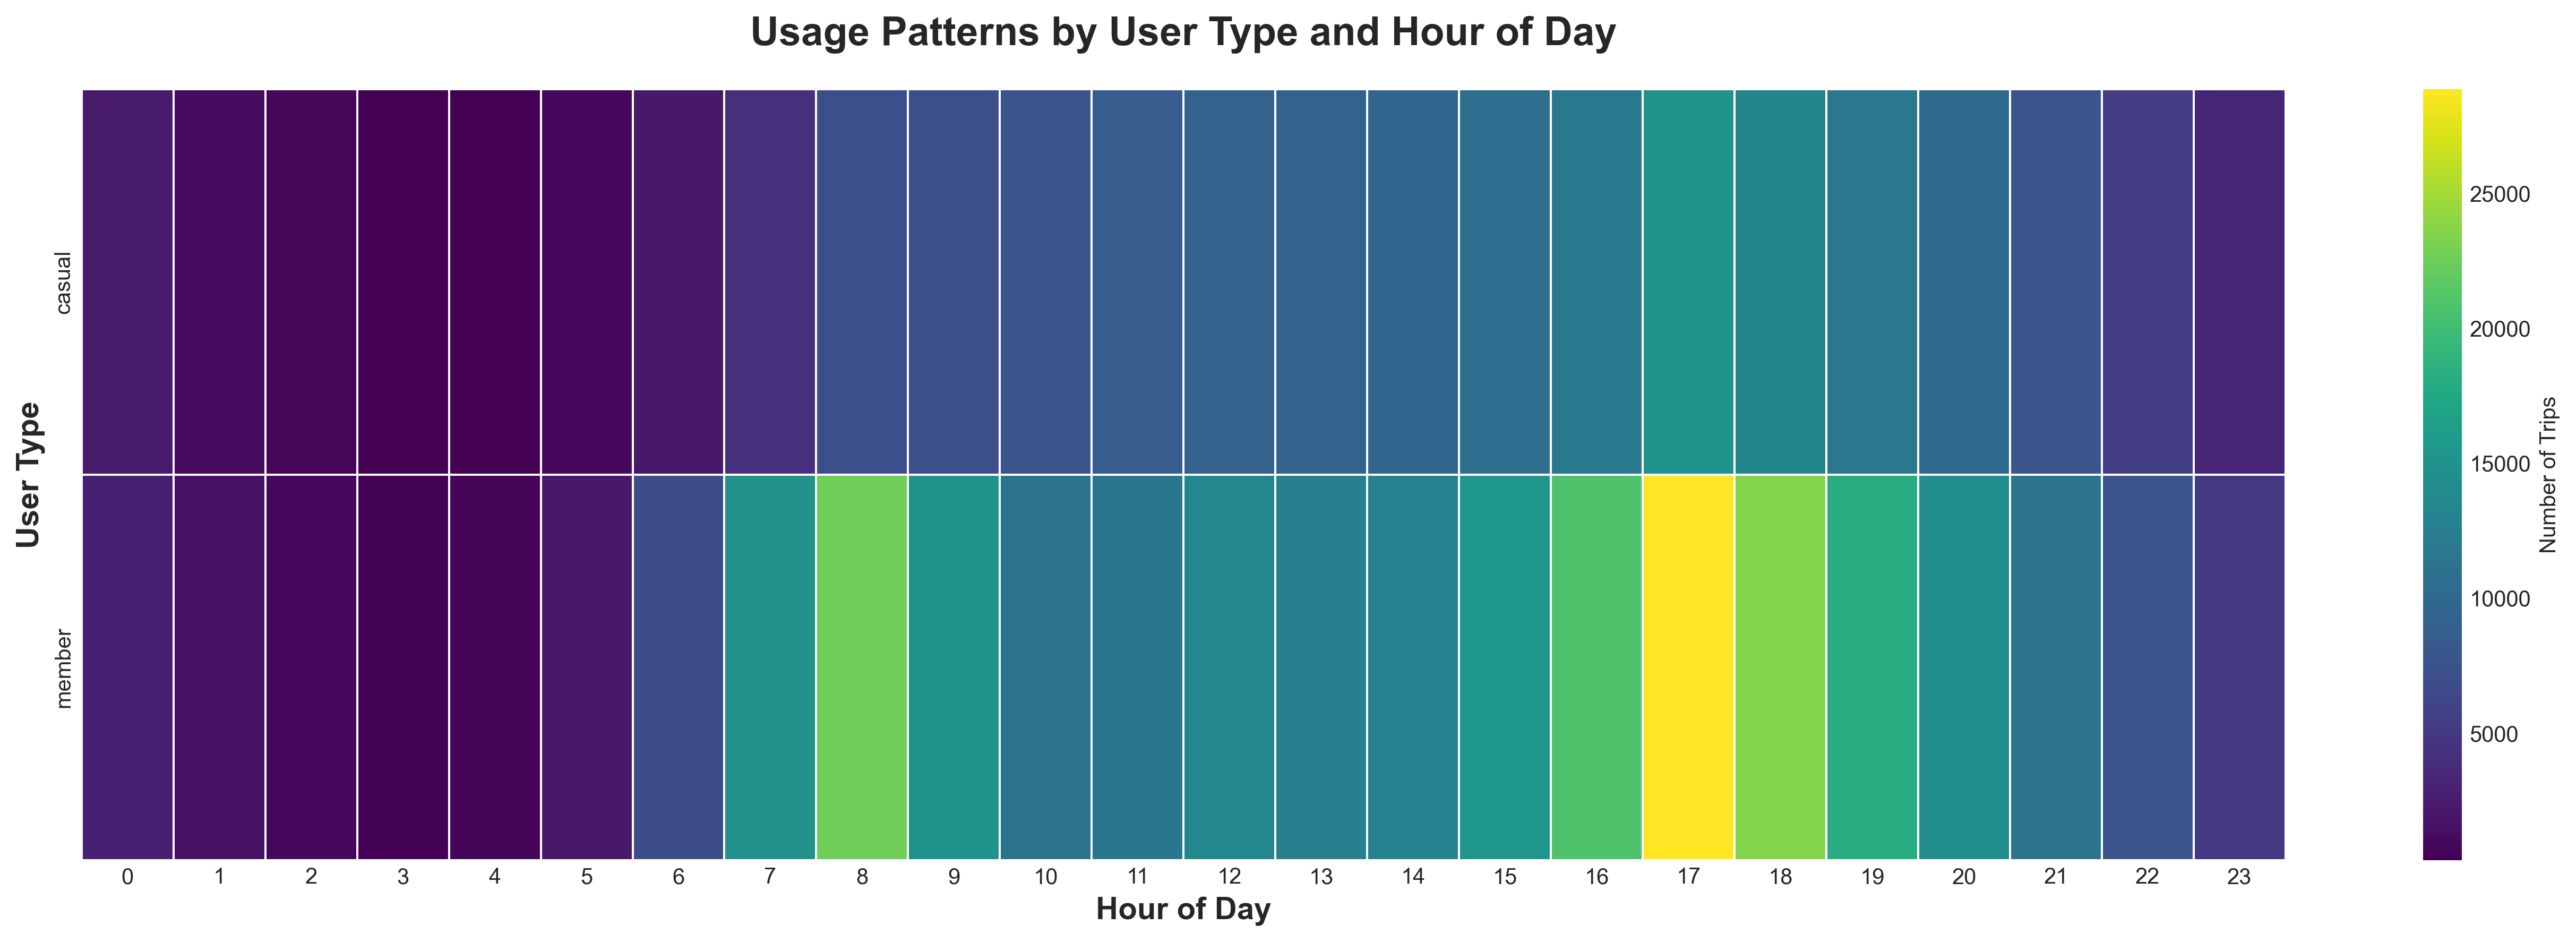 Usage Patterns by User Type and Hour of Day
User Type
casual
member
0 1 2 3 4 5 6 7 8 9 10 11 12 13 14 15 16 17 18 19 20 21 22 23
Hour of Day
25000
20000
15000
10000
5000
Number of Trips